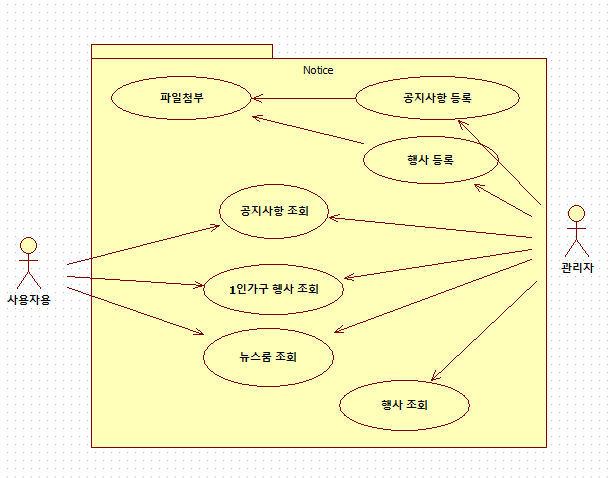 Notice
파일첨부
공지사항 등록
행사 등록
공지사항 조회
사용자용
관리자
1인가구 행사 조회
뉴스룸 조회
행사 조회